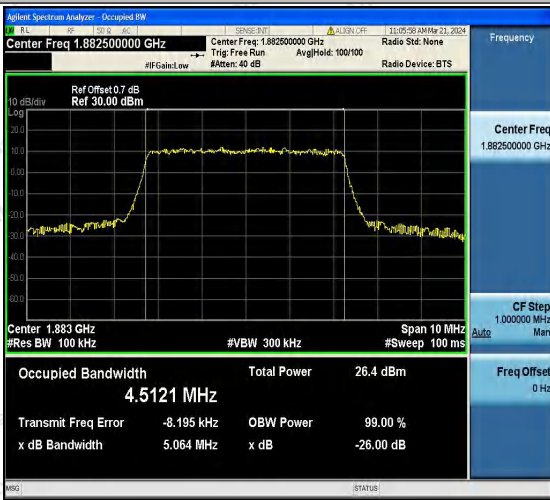 Agilent Spectrum Analyzer - Occupied BW
RL RF 50 Ω AC SENSE:INT ALIGN OFF 11:05:58 AM Mar 21, 2024
Center Freq 1.882500000 GHz Center Freq: 1.882500000 GHz Radio Std: None
Trig: Free Run Avg|Hold: 100/100
#IFGain:Low #Atten: 40 dB Radio Device: BTS
Ref Offset 0.7 dB
10 dB/div Ref 30.00 dBm
Log
20.0
10.0
0.00
-10.0
-20.0
-30.0
-40.0
-50.0
-60.0
Center 1.883 GHz Span 10 MHz
#Res BW 100 kHz #VBW 300 kHz #Sweep 100 ms
Occupied Bandwidth Total Power 26.4 dBm
4.5121 MHz
Transmit Freq Error -8.195 kHz OBW Power 99.00 %
x dB Bandwidth 5.064 MHz x dB -26.00 dB
MSG STATUS
Frequency
Center Freq
1.882500000 GHz
CF Step
1.000000 MHz
Auto Man
Freq Offset
0 Hz